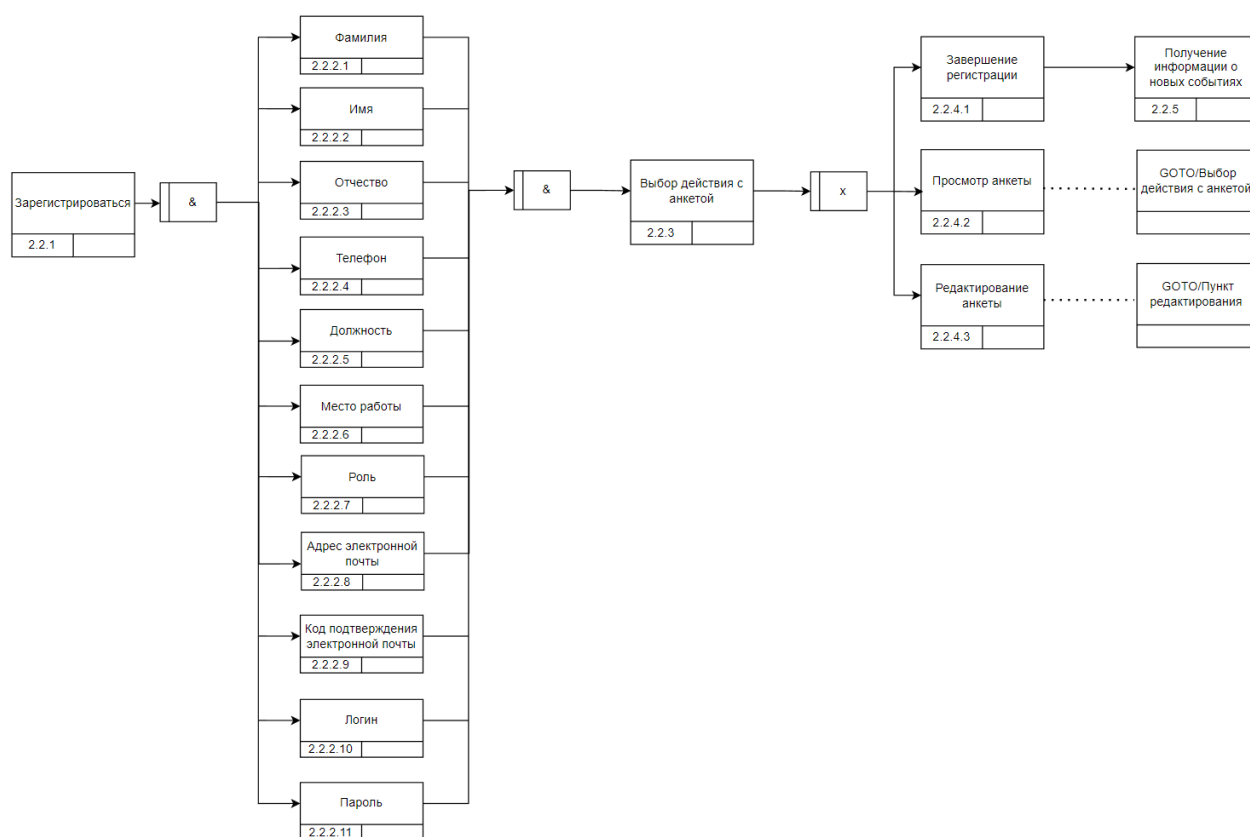 Зарегистрироваться
2.2.1
&
Фамилия
2.2.2.1
Имя
2.2.2.2
Отчество
2.2.2.3
Телефон
2.2.2.4
Должность
2.2.2.5
Место работы
2.2.2.6
Роль
2.2.2.7
Адрес электронной
почты
2.2.2.8
Код подтверждения
электронной почты
2.2.2.9
Логин
2.2.2.10
Пароль
2.2.2.11
&
Выбор действия с
анкетой
2.2.3
x
Завершение
регистрации
2.2.4.1
Получение
информации о
новых событиях
2.2.5
Просмотр анкеты
2.2.4.2
GOTO/Выбор
действия с анкетой
Редактирование
анкеты
2.2.4.3
GOTO/Пункт
редактирования